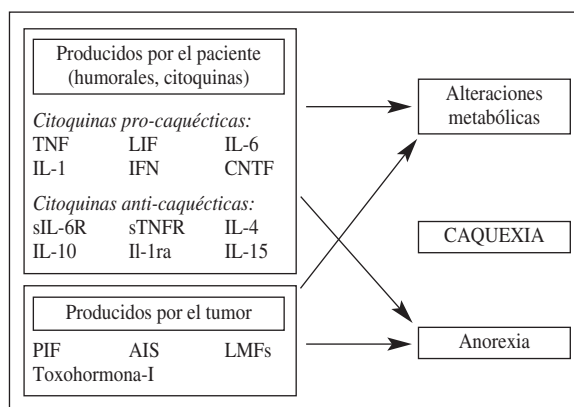 Producidos por el paciente
(humorales, citoquinas)
Citoquinas pro-caquécticas:
TNF LIF IL-6
IL-1 IFN CNTF
Citoquinas anti-caquécticas:
sIL-6R sTNFR IL-4
IL-10 Il-1ra IL-15
Producidos por el tumor
PIF AIS LMFs
Toxohormona-I
Alteraciones
metabólicas
CAQUEXIA
Anorexia